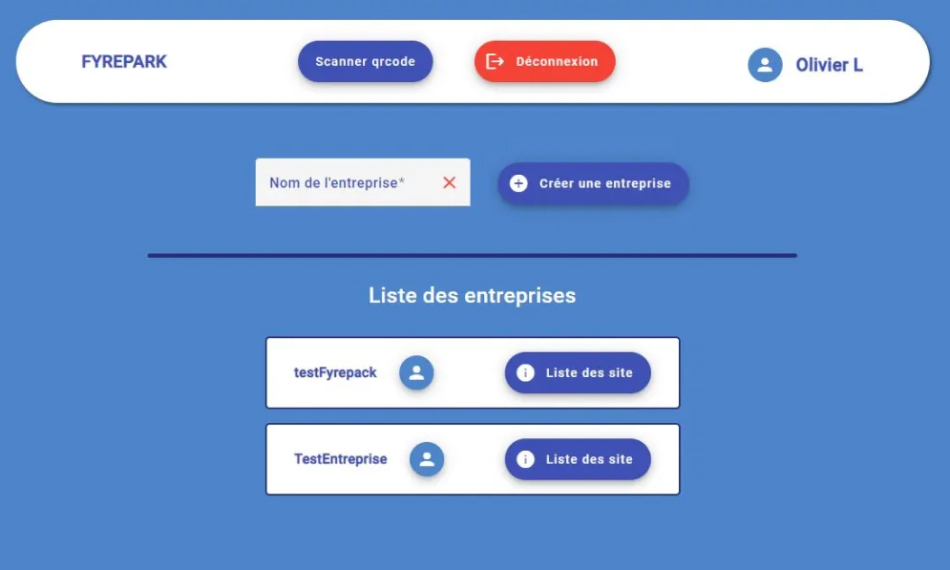 FYREPARK
Scanner qrcode
Déconnexion
Olivier L
Nom de l'entreprise*
Créer une entreprise
Liste des entreprises
testFyrepack
Liste des site
TestEntreprise
Liste des site